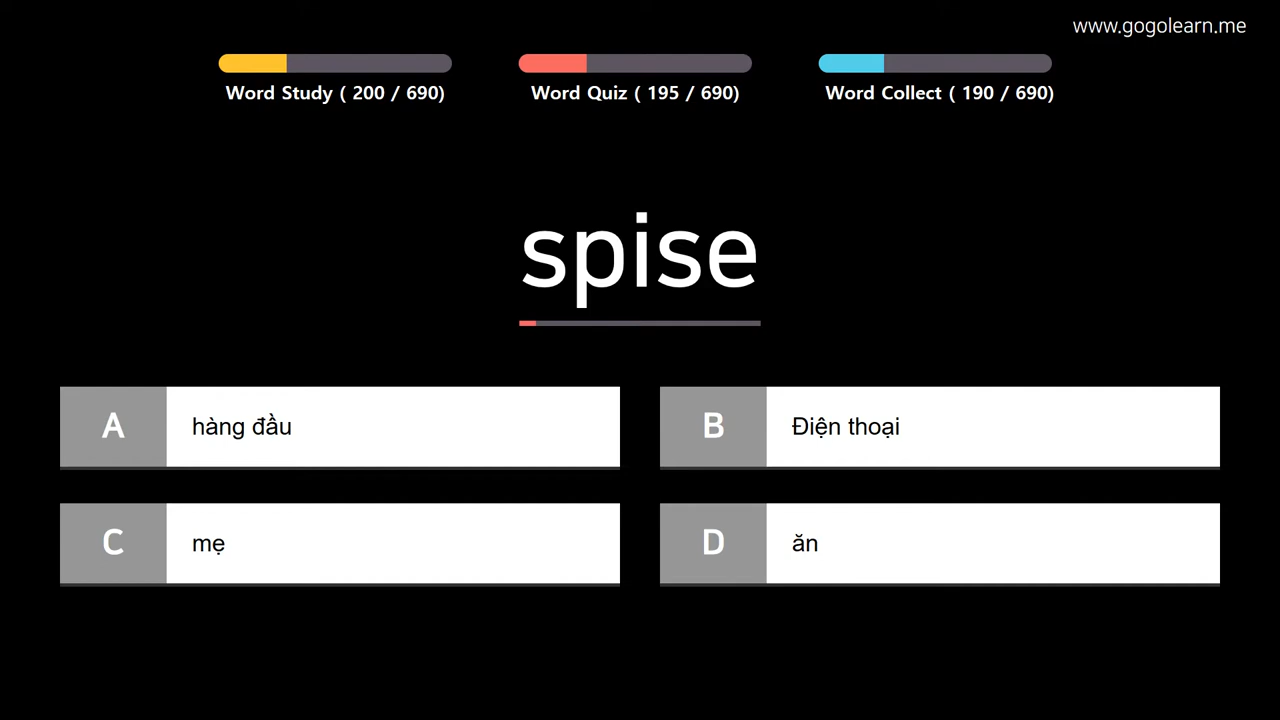 www.gogolearn.me
Word Study ( 200 / 690)
Word Quiz ( 195 / 690)
Word Collect ( 190 / 690)
spise
A hàng đầu
B Điện thoại
C mẹ
D ăn